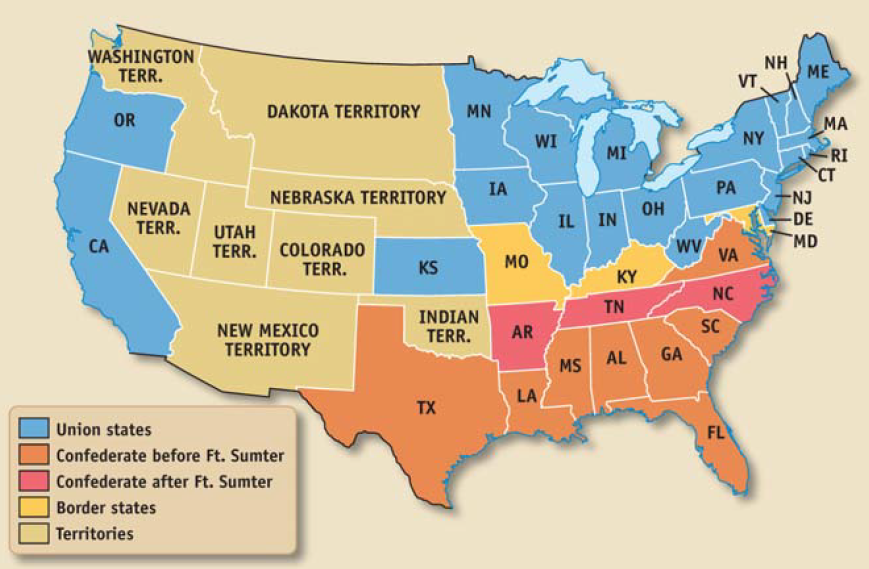 WASHINGTON
TERR.
OR
DAKOTA TERRITORY
MN
WI
MI
NY
VT
NH
ME
MA
RI
CT
NJ
DE
MD
PA
NEVADA
TERR.
UTAH
TERR.
NEBRASKA TERRITORY
COLORADO
TERR.
IA
IL
IN
OH
CA
KS
MO
KY
WV
VA
NEW MEXICO
TERRITORY
INDIAN
TERR.
AR
TN
NC
SC
TX
LA
MS
AL
GA
FL
Union states
Confederate before Ft. Sumter
Confederate after Ft. Sumter
Border states
Territories